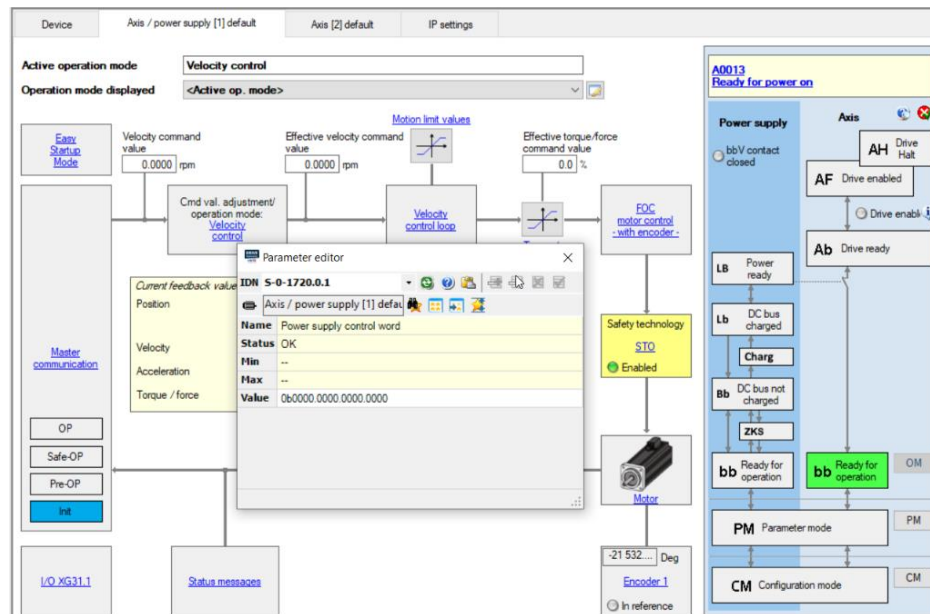 Device
Axis / power supply [1] default
Axis [2] default
IP settings
Active operation mode
Velocity control
Operation mode displayed
<Active op. mode>
Easy
Startup
Mode
Velocity command
value
0.0000 rpm
Effective velocity command
value
0.0000 rpm
Motion limit values
Effective torque/force
command value
0.0 %
Cmd val. adjustment/
operation mode:
Velocity
control
Velocity
control loop
FOC
motor control
- with encoder -
Current feedback value
Position
Velocity
Acceleration
Torque / force
Master
communication
OP
Safe-OP
Pre-OP
Init
I/O XG31.1
Status messages
Parameter editor
IDN S-0-1720.0.1
Axis / power supply [1] defau
Name Power supply control word
Status OK
Min --
Max --
Value 0b0000.0000.0000.0000
Safety technology
STO
Enabled
Motor
-21 532.... Deg
Encoder 1
In reference
A0013
Ready for power on
Power supply
bbV contact
closed
LB Power
ready
Lb DC bus
charged
Charg
Bb DC bus not
charged
ZKS
bb Ready for
operation
Axis
AH Drive
Halt
AF Drive enabled
Drive enabl
Ab Drive ready
bb Ready for
operation
OM
PM Parameter mode
PM
CM Configuration mode
CM